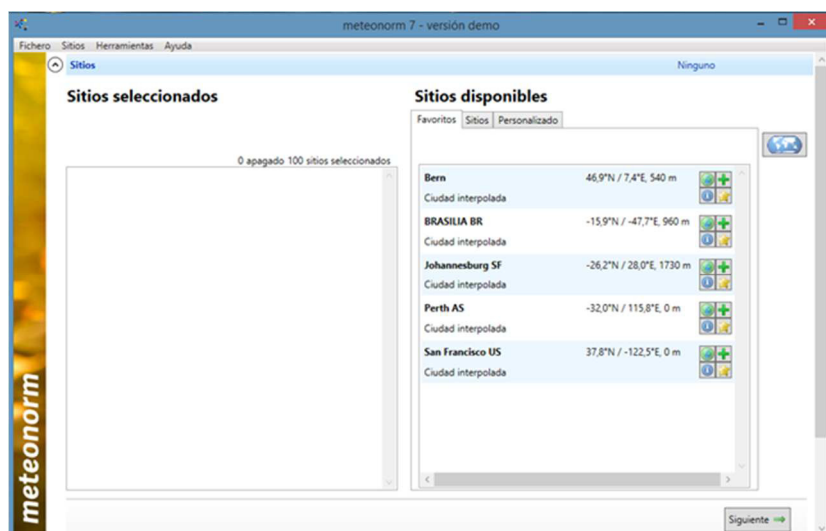 meteonorm 7 - versión demo
Fichero Sitios Herramientas Ayuda
Sitios Ninguno
Sitios seleccionados
0 apagado 100 sitios seleccionados
Sitios disponibles
Favoritos Sitios Personalizado
Bern 46,9°N / 7,4°E, 540 m
Ciudad interpolada
BRASILIA BR -15,9°N / -47,7°E, 960 m
Ciudad interpolada
Johannesburg SF -26,2°N / 28,0°E, 1730 m
Ciudad interpolada
Perth AS -32,0°N / 115,8°E, 0 m
Ciudad interpolada
San Francisco US 37,8°N / -122,5°E, 0 m
Ciudad interpolada
meteonorm
Siguiente